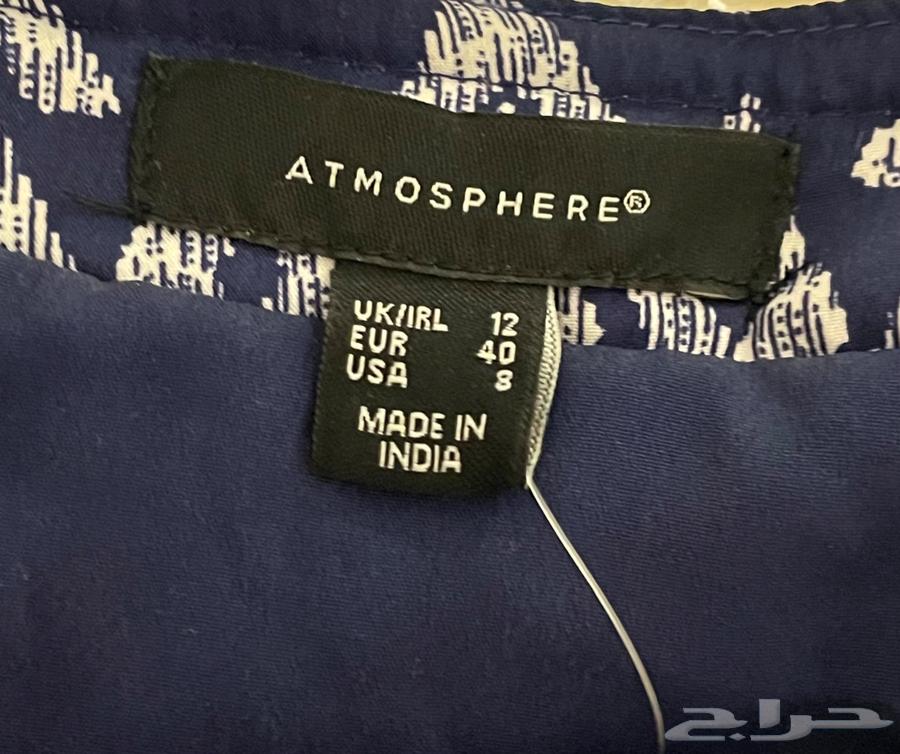 ATMOSPHERE®
UK/IRL 12
EUR 40
USA 8
MADE IN
INDIA
حراج